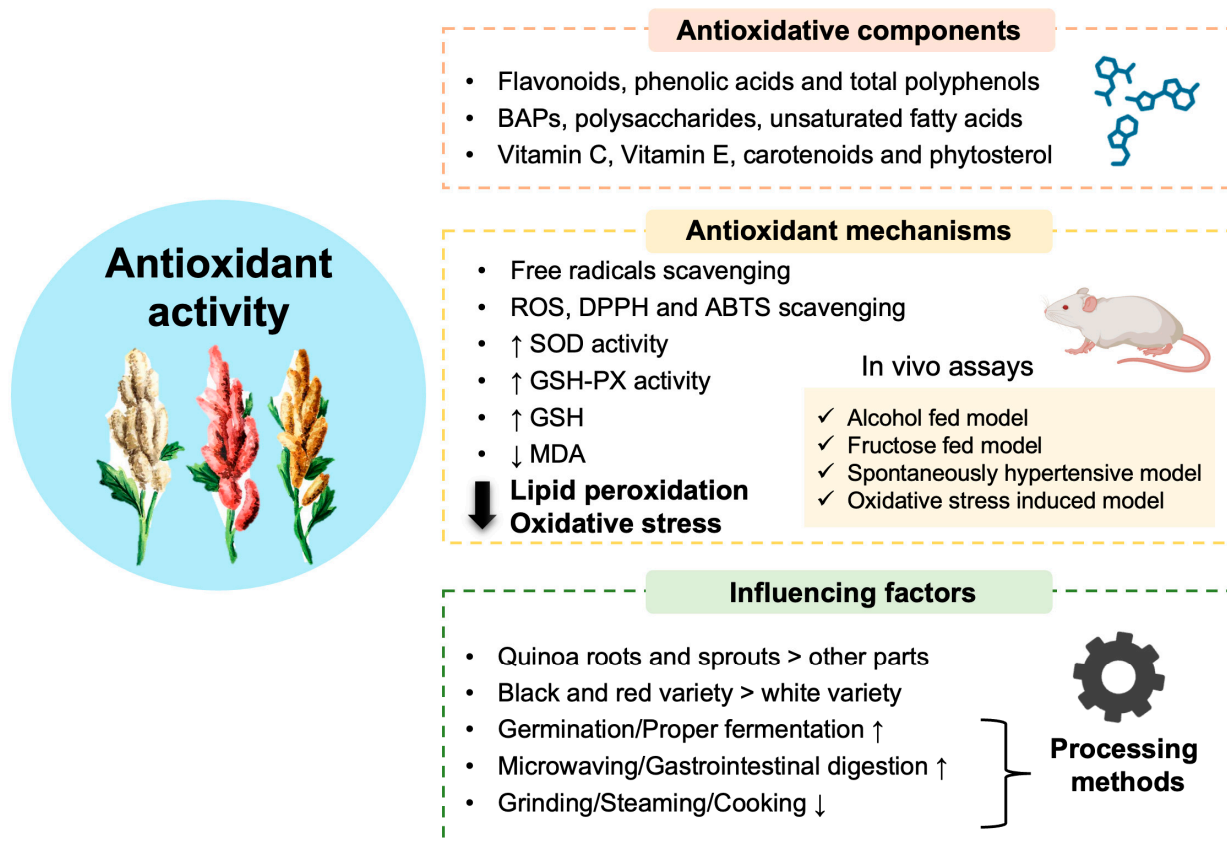 Antioxidant
activity
Antioxidative components
• Flavonoids, phenolic acids and total polyphenols
• BAPs, polysaccharides, unsaturated fatty acids
• Vitamin C, Vitamin E, carotenoids and phytosterol
Antioxidant mechanisms
• Free radicals scavenging
• ROS, DPPH and ABTS scavenging
• ↑ SOD activity
• ↑ GSH-PX activity
• ↑ GSH
• ↓ MDA
Lipid peroxidation
Oxidative stress
In vivo assays
✓ Alcohol fed model
✓ Fructose fed model
✓ Spontaneously hypertensive model
✓ Oxidative stress induced model
Influencing factors
• Quinoa roots and sprouts > other parts
• Black and red variety > white variety
• Germination/Proper fermentation ↑
• Microwaving/Gastrointestinal digestion ↑
• Grinding/Steaming/Cooking ↓
Processing
methods